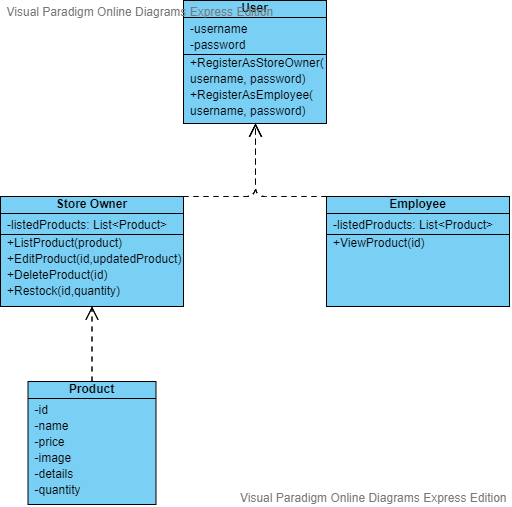 Visual Paradigm Online Diagrams Express Edition
User
-username
-password
+RegisterAsStoreOwner(
username, password)
+RegisterAsEmployee(
username, password)
Store Owner
-listedProducts: List<Product>
+ListProduct(product)
+EditProduct(id,updatedProduct)
+DeleteProduct(id)
+Restock(id,quantity)
Employee
-listedProducts: List<Product>
+ViewProduct(id)
Product
-id
-name
-price
-image
-details
-quantity
Visual Paradigm Online Diagrams Express Edition